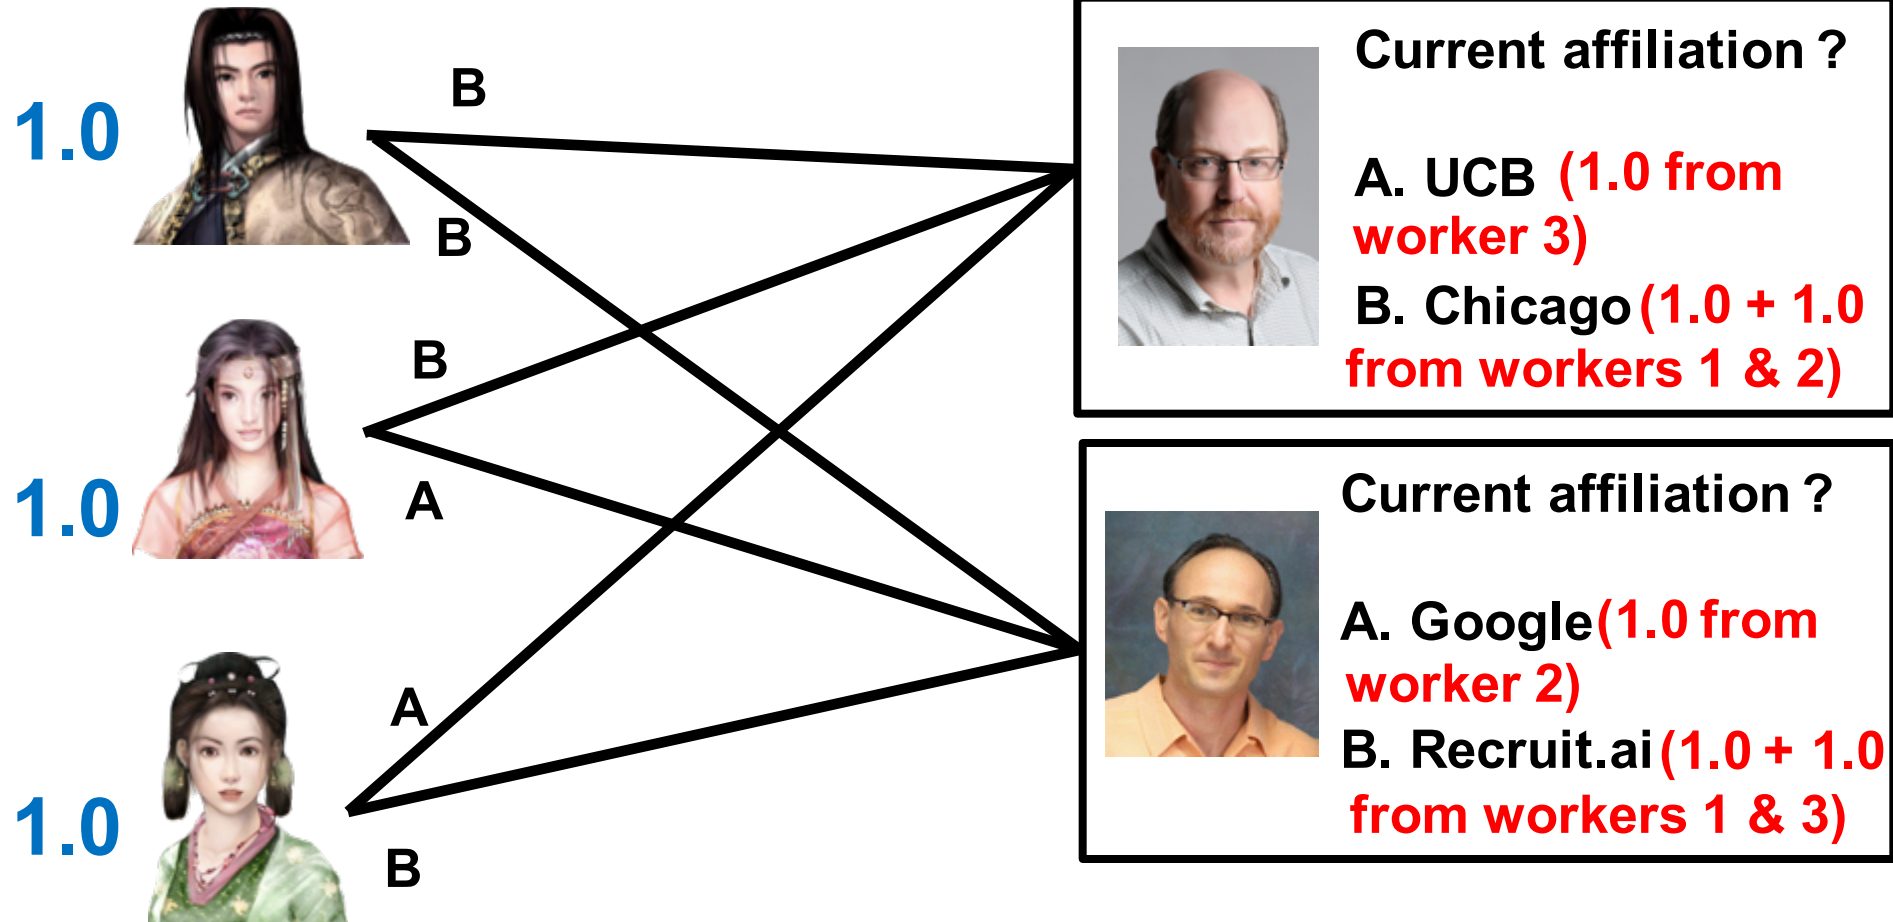 1.0
B
B
1.0
B
A
1.0
A
B
Current affiliation ?
A. UCB (1.0 from
worker 3)
B. Chicago (1.0 + 1.0
from workers 1 & 2)
Current affiliation ?
A. Google (1.0 from
worker 2)
B. Recruit.ai (1.0 + 1.0
from workers 1 & 3)